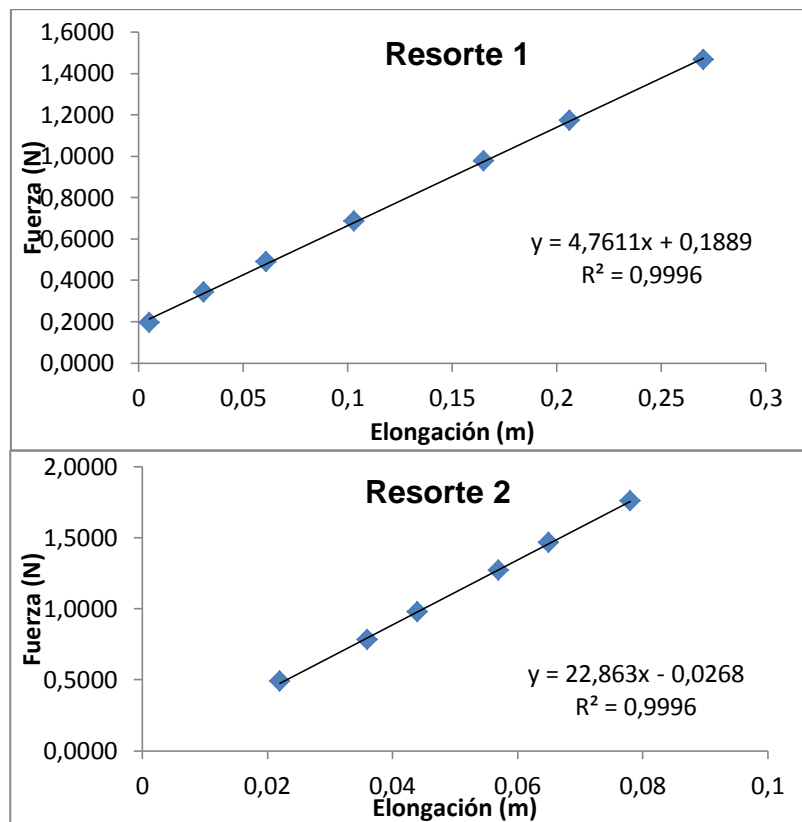 Resorte 1
Fuerza (N)
1,6000
1,4000
1,2000
1,0000
0,8000
0,6000
0,4000
0,2000
0,0000
y = 4,7611x + 0,1889
R² = 0,9996
0 0,05 0,1 0,15 0,2 0,25 0,3
Elongación (m)
Resorte 2
Fuerza (N)
2,0000
1,5000
1,0000
0,5000
0,0000
y = 22,863x - 0,0268
R² = 0,9996
0 0,02 0,04 0,06 0,08 0,1
Elongación (m)